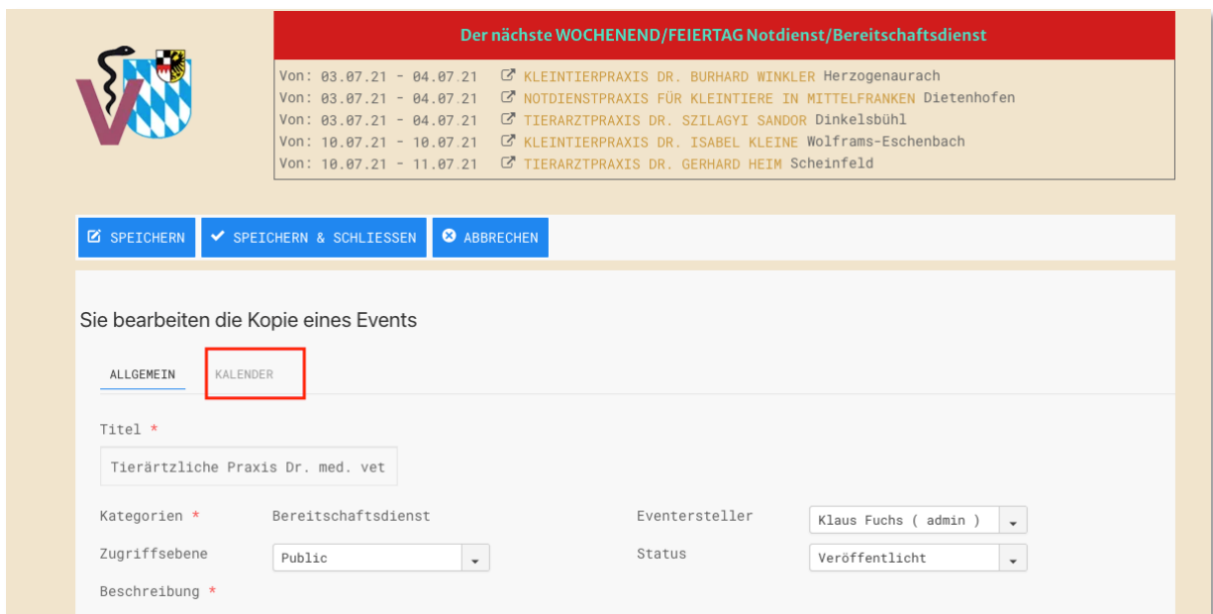 Der nächste WOCHENEND/FEIERTAG Notdienst/Bereitschaftsdienst
Von: 03.07.21 - 04.07.21 KLEINTIERPRAXIS DR. BURHARD WINKLER Herzogenaurach
Von: 03.07.21 - 04.07.21 NOTDIENSTPRAXIS FÜR KLEINTIERE IN MITTELFRANKEN Dietenhofen
Von: 03.07.21 - 04.07.21 TIERARZTPRAXIS DR. SZILAGYI SANDOR Dinkelsbühl
Von: 10.07.21 - 10.07.21 KLEINTIERPRAXIS DR. ISABEL KLEINE Wolframs-Eschenbach
Von: 10.07.21 - 11.07.21 TIERARZTPRAXIS DR. GERHARD HEIM Scheinfeld
V
SPEICHERN SPEICHERN & SCHLIESSEN ABBRECHEN
Sie bearbeiten die Kopie eines Events
ALLGEMEIN KALENDER
Titel *
Tierärtzliche Praxis Dr. med. vet
Kategorien * Bereitschaftsdienst Eventersteller Klaus Fuchs ( admin )
Zugriffsebene Public Status Veröffentlicht
Beschreibung *